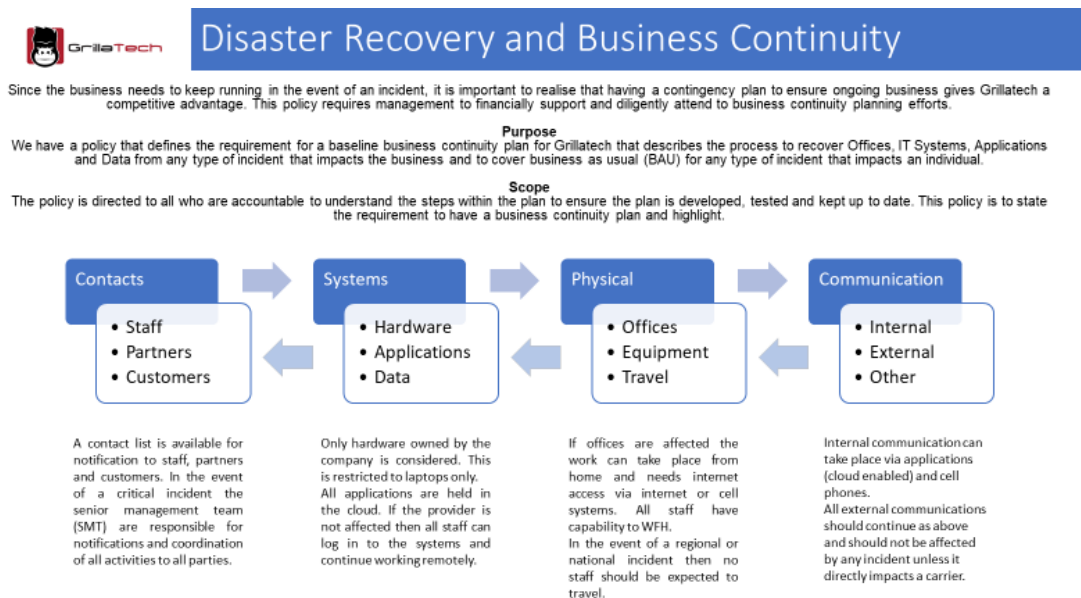 GrillaTech
Disaster Recovery and Business Continuity
Since the business needs to keep running in the event of an incident, it is important to realise that having a contingency plan to ensure ongoing business gives Grillatech a
competitive advantage. This policy requires management to financially support and diligently attend to business continuity planning efforts.
Purpose
We have a policy that defines the requirement for a baseline business continuity plan for Grillatech that describes the process to recover Offices, IT Systems, Applications
and Data from any type of incident that impacts the business and to cover business as usual (BAU) for any type of incident that impacts an individual.
Scope
The policy is directed to all who are accountable to understand the steps within the plan to ensure the plan is developed, tested and kept up to date. This policy is to state
the requirement to have a business continuity plan and highlight.
Contacts
• Staff
• Partners
• Customers
A contact list is available for
notification to staff, partners
and customers. In the event
of a critical incident the
senior management team
(SMT) are responsible for
notifications and coordination
of all activities to all parties.
Systems
• Hardware
• Applications
• Data
Only hardware owned by the
company is considered. This
is restricted to laptops only.
All applications are held in
the cloud. If the provider is
not affected then all staff can
log in to the systems and
continue working remotely.
Physical
• Offices
• Equipment
• Travel
If offices are affected the
work can take place from
home and needs internet
access via internet or cell
systems. All staff have
capability to WFH.
In the event of a regional or
national incident then no
staff should be expected to
travel.
Communication
• Internal
• External
• Other
Internal communication can
take place via applications
(cloud enabled) and cell
phones.
All external communications
should continue as above
and should not be affected
by any incident unless it
directly impacts a carrier.